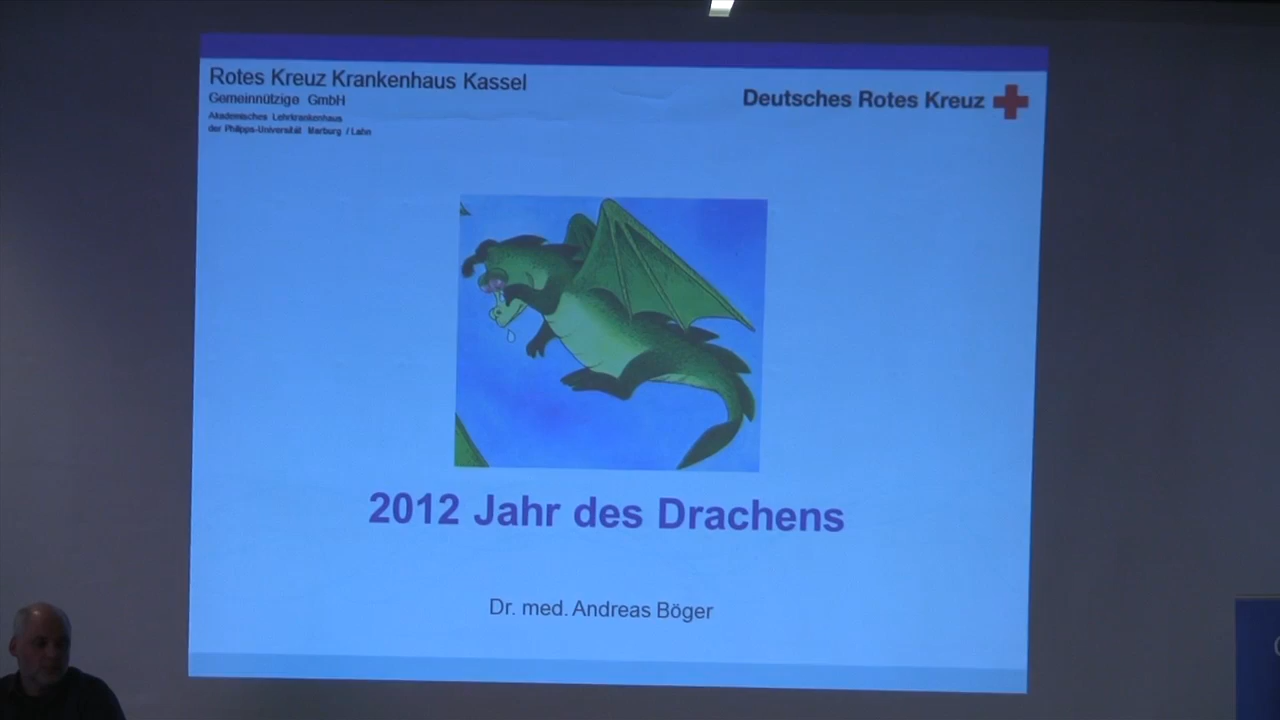 Rotes Kreuz Krankenhaus Kassel
Gemeinnützige GmbH
Akademisches Lehrkrankenhaus
der Philipps-Universität Marburg / Lahn
Deutsches Rotes Kreuz
2012 Jahr des Drachens
Dr. med. Andreas Böger